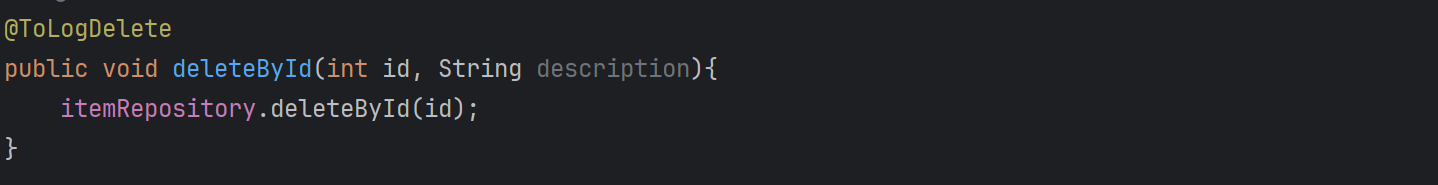 @ToLogDelete
public void deleteById(int id, String description){
    itemRepository.deleteById(id);
}